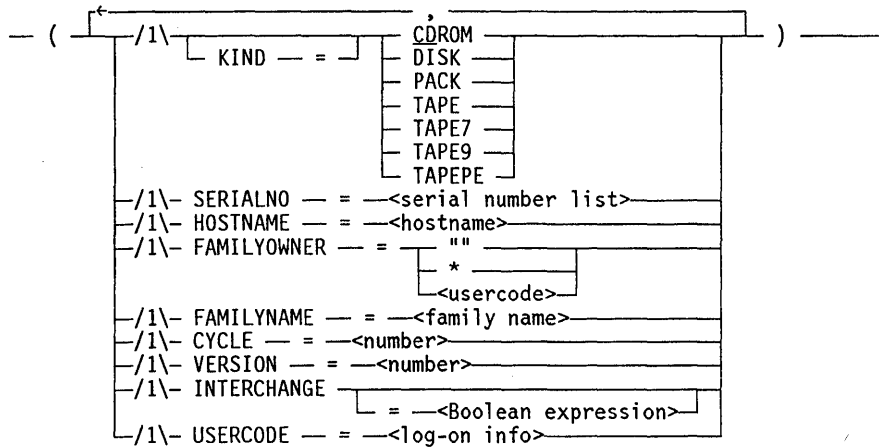 ,
( /1\ CDROM )
KIND =
DISK
PACK
TAPE
TAPE7
TAPE9
TAPEPE
/1\ SERIALNO = <serial number list>
/1\ HOSTNAME = <hostname>
/1\ FAMILYOWNER = ""
*
<usercode>
/1\ FAMILYNAME = <family name>
/1\ CYCLE = <number>
/1\ VERSION = <number>
/1\ INTERCHANGE
= <Boolean expression>
/1\ USERCODE = <log-on info>